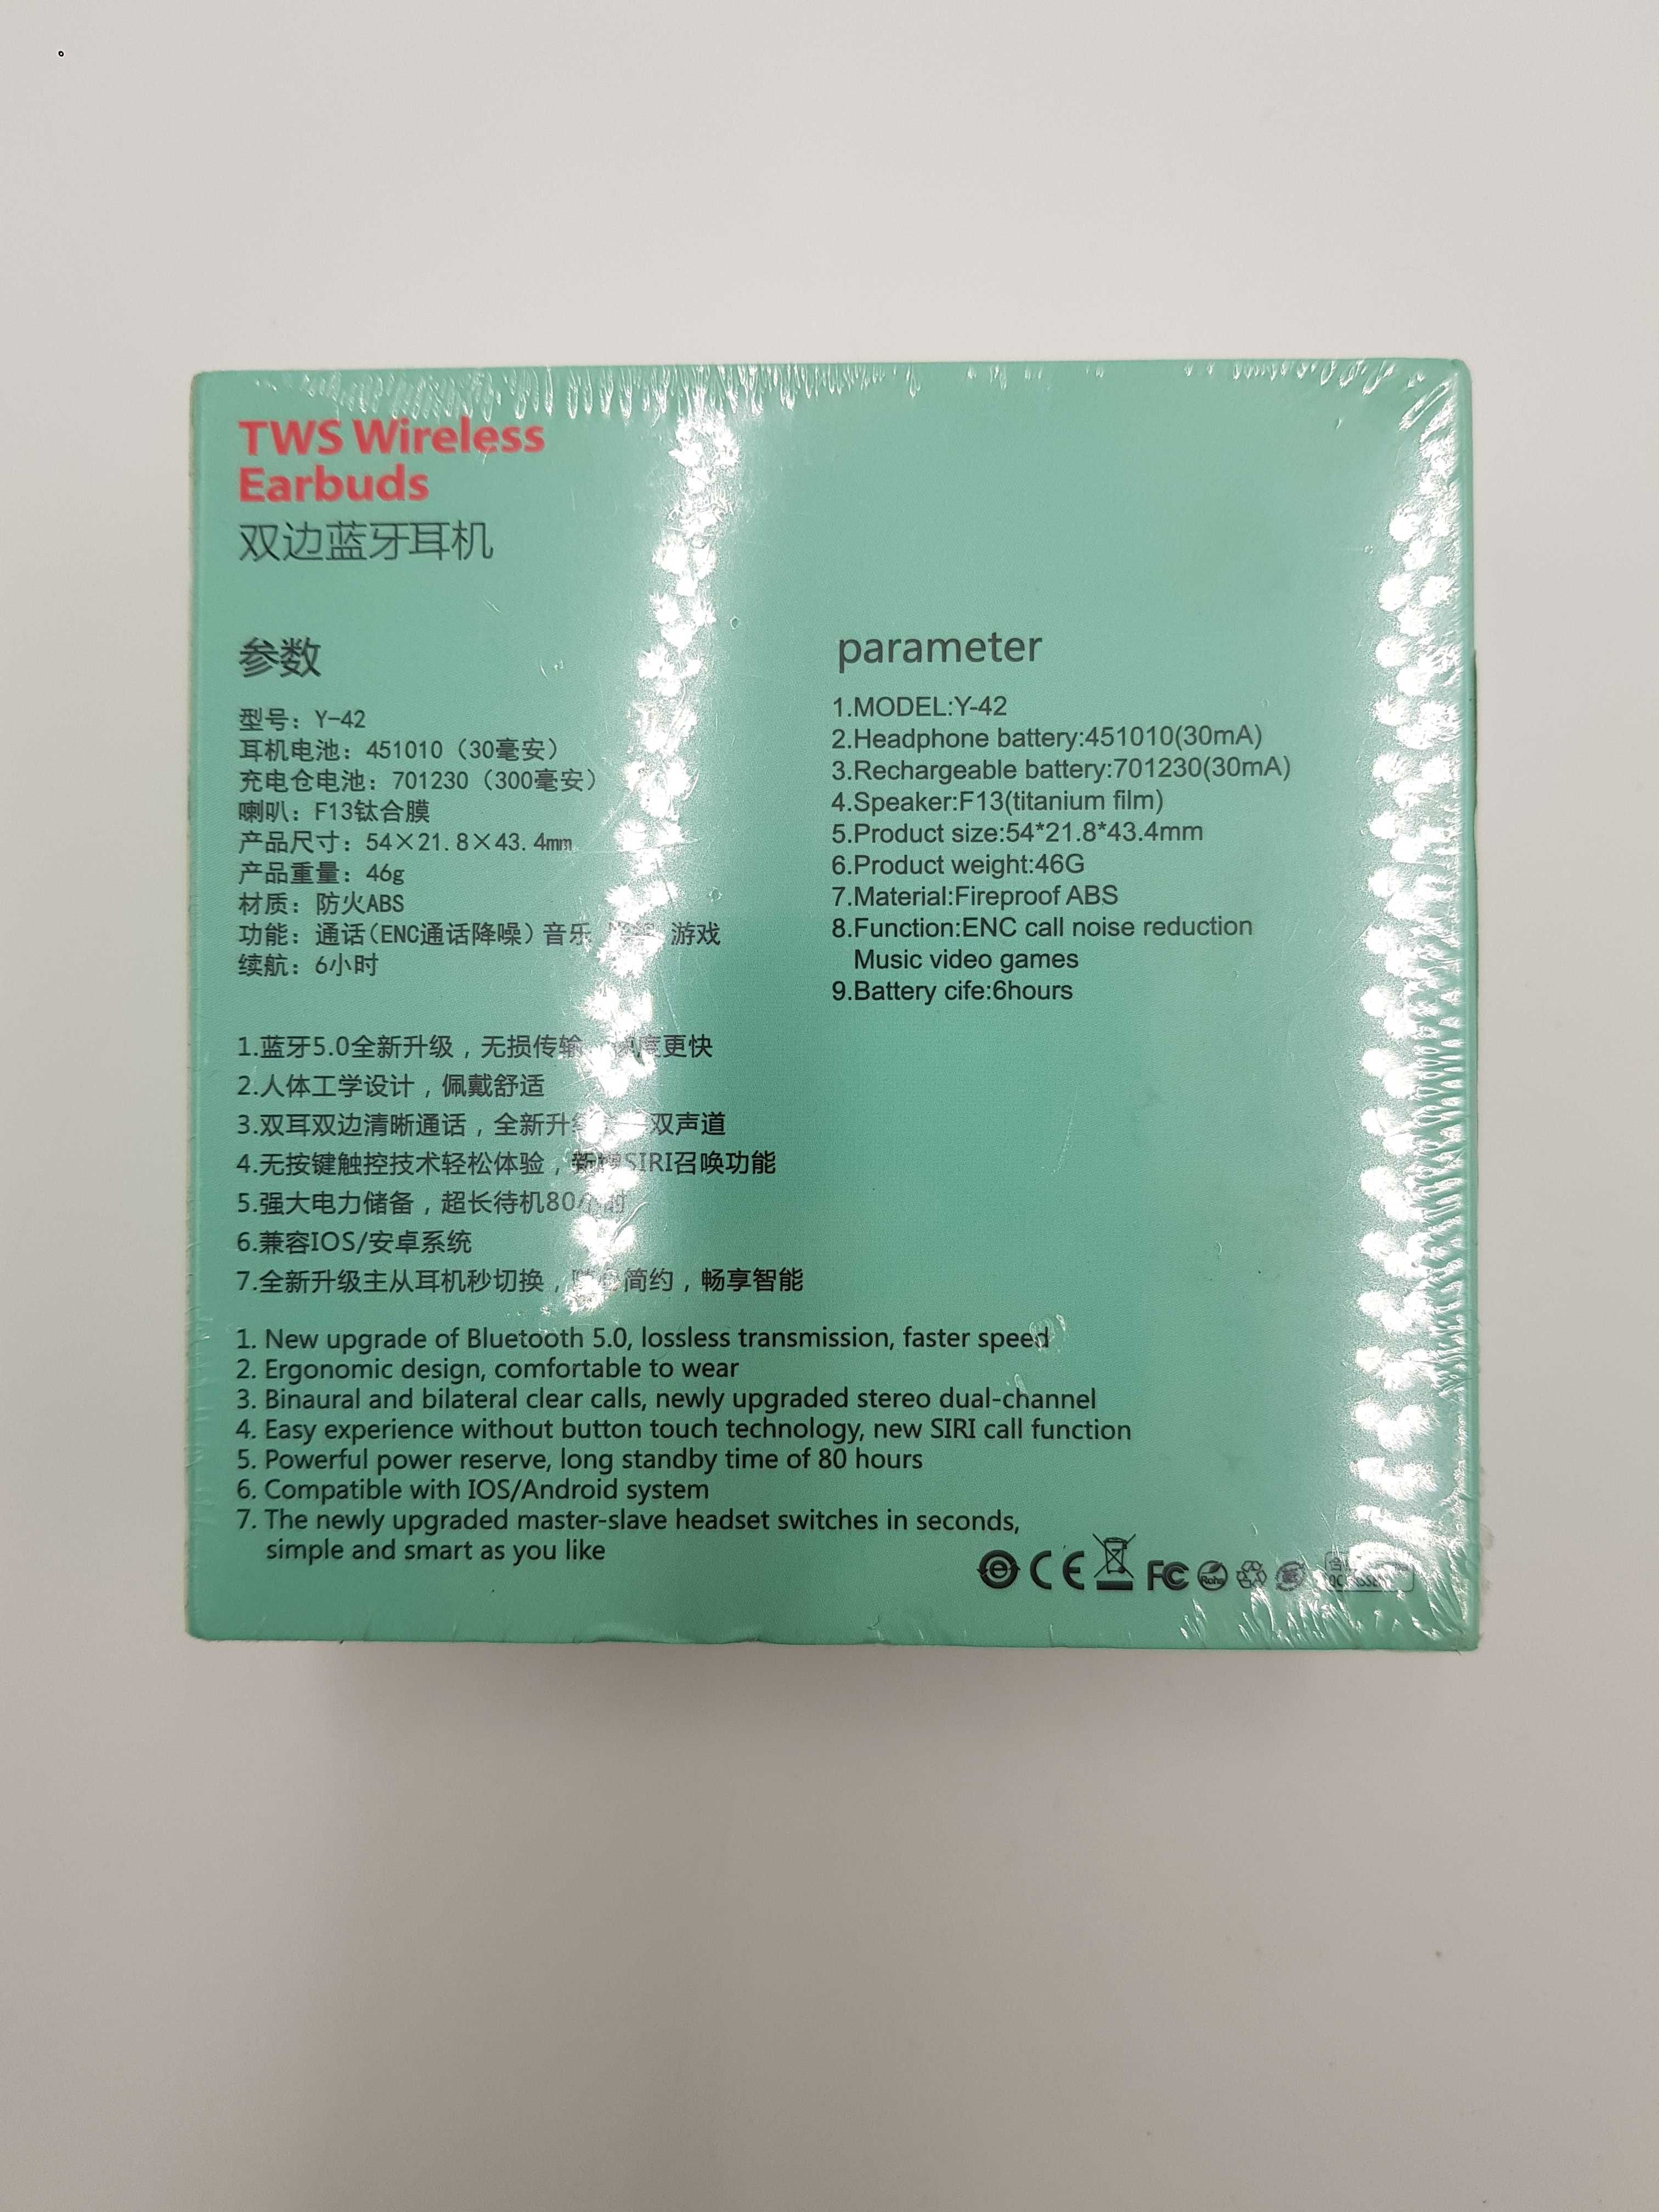 TWS Wireless
Earbuds
双边蓝牙耳机
参数
型号：Y-42
耳机电池：451010（30毫安）
充电仓电池：701230（300毫安）
喇叭：F13钛合膜
产品尺寸：54×21.8×43.4mm
产品重量：46g
材质：防火ABS
功能：通话（ENC通话降噪）音乐 游戏
续航：6小时
parameter
1.MODEL:Y-42
2.Headphone battery:451010(30mA)
3.Rechargeable battery:701230(30mA)
4.Speaker:F13(titanium film)
5.Product size:54*21.8*43.4mm
6.Product weight:46G
7.Material:Fireproof ABS
8.Function:ENC call noise reduction
Music video games
9.Battery cife:6hours
1.蓝牙5.0全新升级，无损传输 度更快
2.人体工学设计，佩戴舒适
3.双耳双边清晰通话，全新升级 双声道
4.无按键触控技术轻松体验，新增SIRI召唤功能
5.强大电力储备，超长待机80小时
6.兼容IOS/安卓系统
7.全新升级主从耳机秒切换， 简约，畅享智能
1. New upgrade of Bluetooth 5.0, lossless transmission, faster speed
2. Ergonomic design, comfortable to wear
3. Binaural and bilateral clear calls, newly upgraded stereo dual-channel
4. Easy experience without button touch technology, new SIRI call function
5. Powerful power reserve, long standby time of 80 hours
6. Compatible with IOS/Android system
7. The newly upgraded master-slave headset switches in seconds,
simple and smart as you like
CE FC RoHS